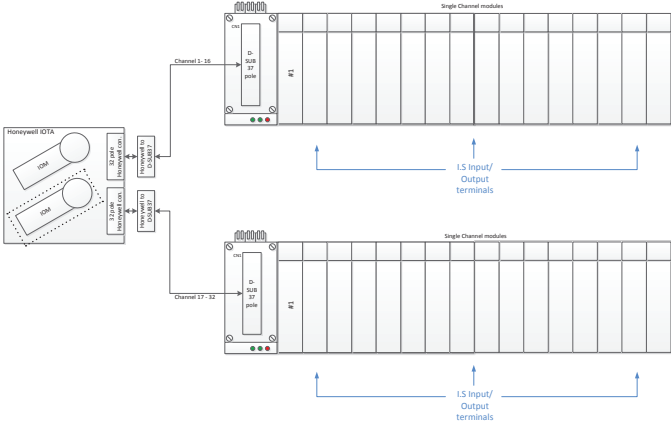 Single Channel modules
CN1
D-
SUB
37
pole
#1
Channel 1- 16
Honeywell IOTA
IOM
32 pole
Honeywell con.
Honeywell to
D-SUB37
I.S Input/
Output
terminals
IOM
32 pole
Honeywell con.
Honeywell to
D-SUB37
Single Channel modules
CN1
D-
SUB
37
pole
#1
Channel 17 - 32
I.S Input/
Output
terminals